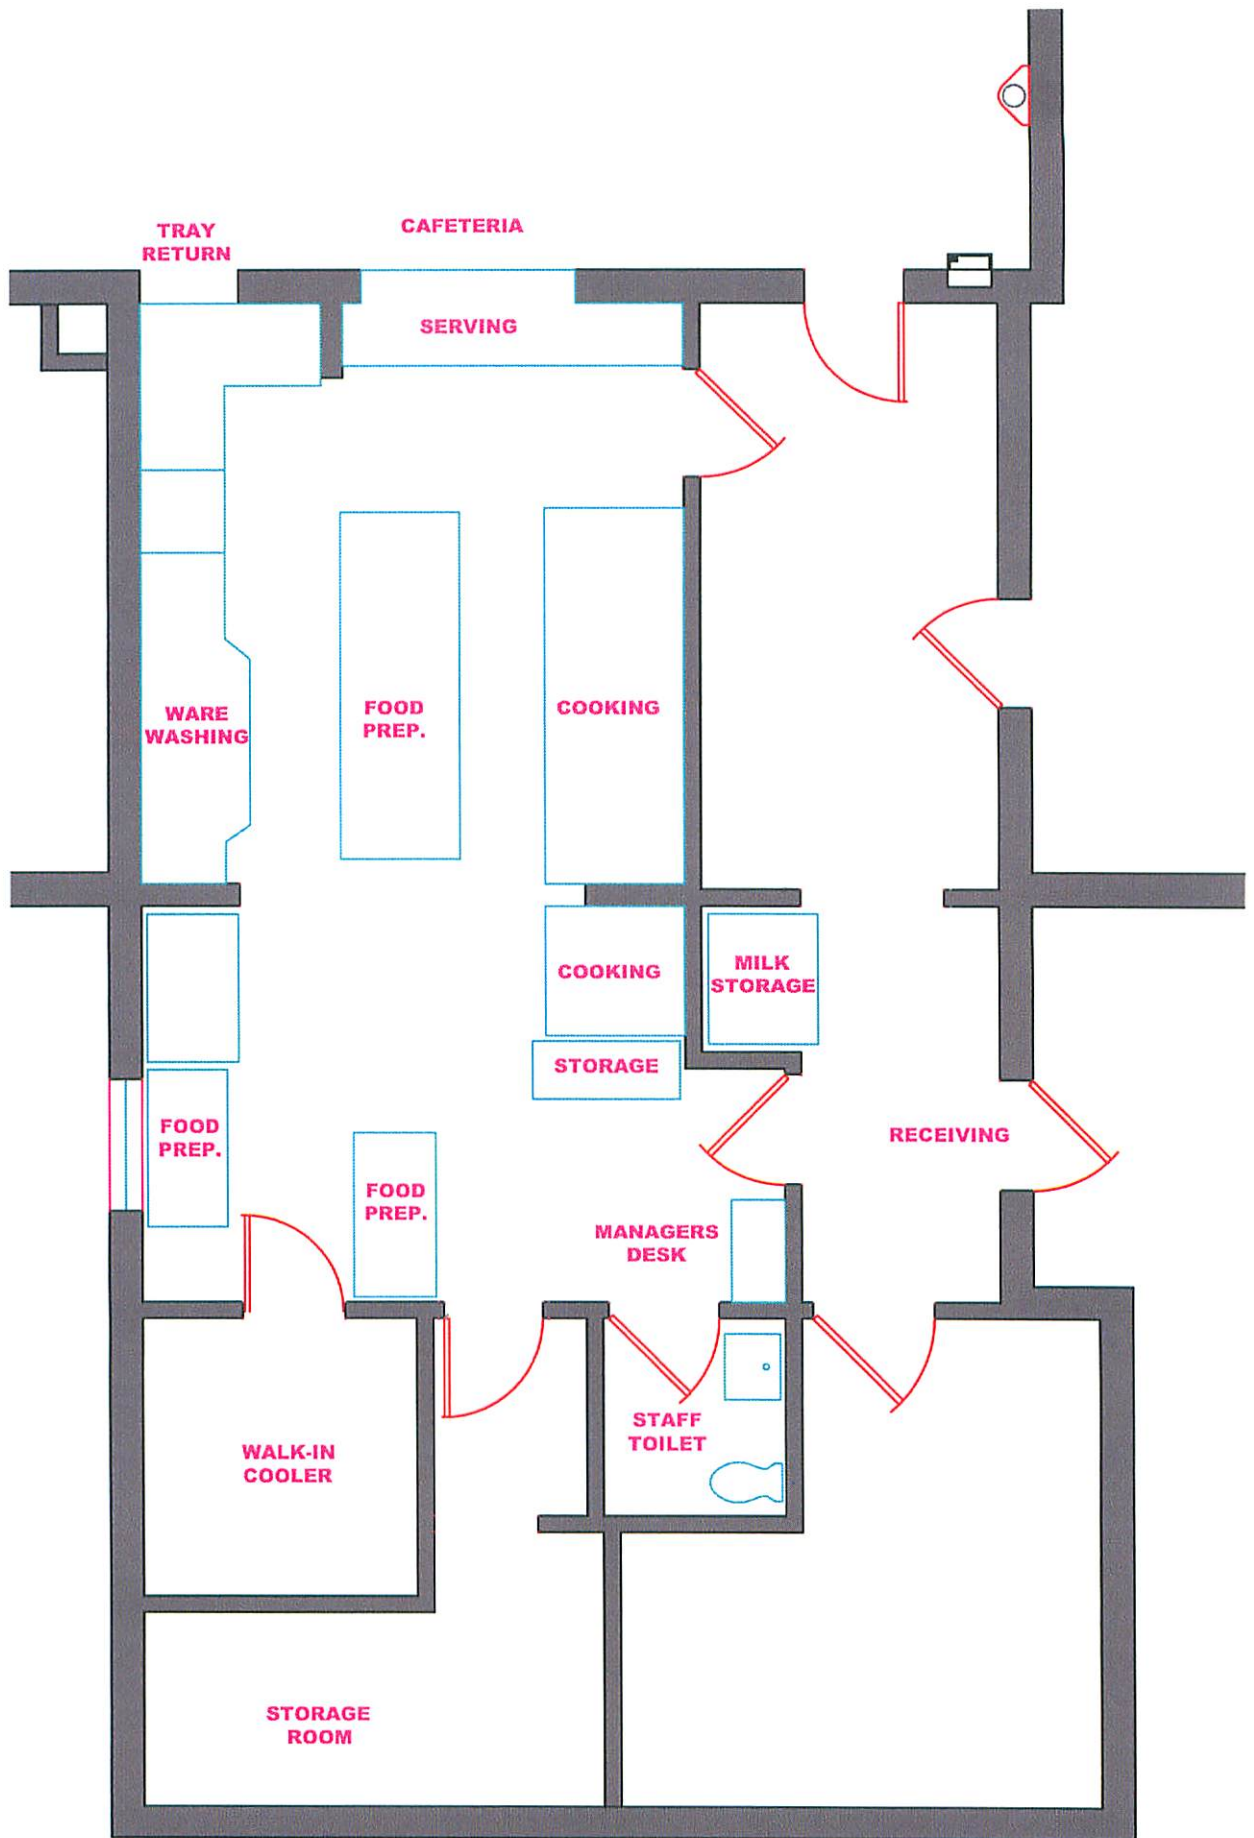 TRAY
RETURN
CAFETERIA
SERVING
WARE
WASHING
FOOD
PREP.
COOKING
COOKING
MILK
STORAGE
STORAGE
FOOD
PREP.
RECEIVING
FOOD
PREP.
MANAGERS
DESK
STAFF
TOILET
WALK-IN
COOLER
STORAGE
ROOM